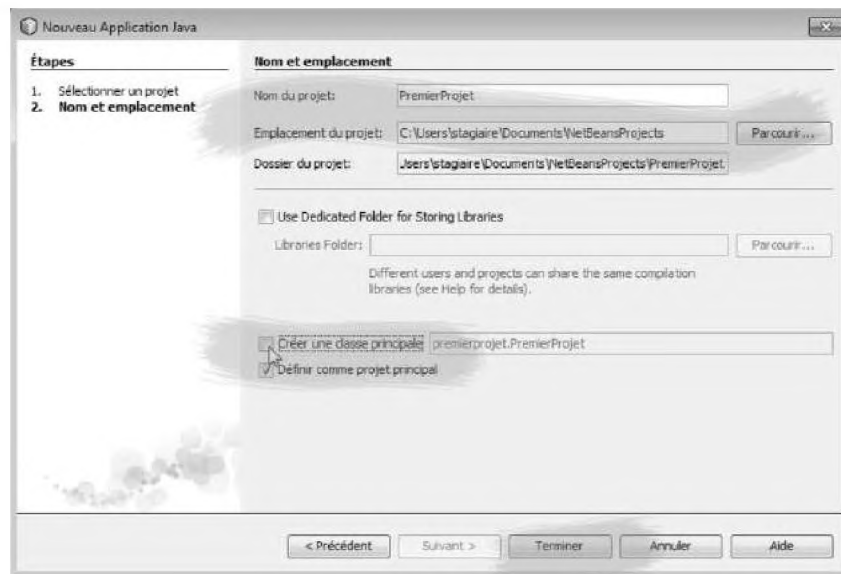 Nouveau Application Java
Étapes
1. Sélectionner un projet
2. Nom et emplacement
Nom et emplacement
Nom du projet: PremierProjet
Emplacement du projet: C:\Users\stagiaire\Documents\NetBeansProjects Parcourir...
Dossier du projet: Jsers\stagiaire\Documents\NetBeansProjects\PremierProjet
Use Dedicated Folder for Storing Libraries
Libraries Folder: Parcourir...
Different users and projects can share the same compilation
libraries (see Help for details).
Créer une classe principale premierprojet.PremierProjet
Définir comme projet principal
< Précédent Suivant > Terminer Annuler Aide